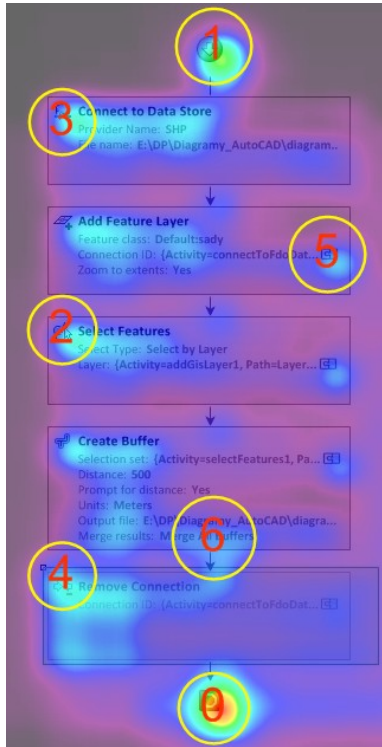 1
3 Connect to Data Store
Provider Name: SHP
File name: E:\DP\Diagramy_AutoCAD\diagram..
Add Feature Layer
Feature class: Default:sady
5
Connection ID: {Activity=connectToFdoDat...
Zoom to extents: Yes
2 Select Features
Select Type: Select by Layer
Layer: {Activity=addGisLayer1, Path=Layer...
Create Buffer
Selection set: {Activity=selectFeatures1, Pa...
Distance: 500
Prompt for distance: Yes
Units: Meters
Output file: E:\DP\Diagramy_AutoCAD\diagra...
6
Merge results: Merge All Buffers
4 Remove Connection
Connection ID: {Activity=connectToFdoDat...
0